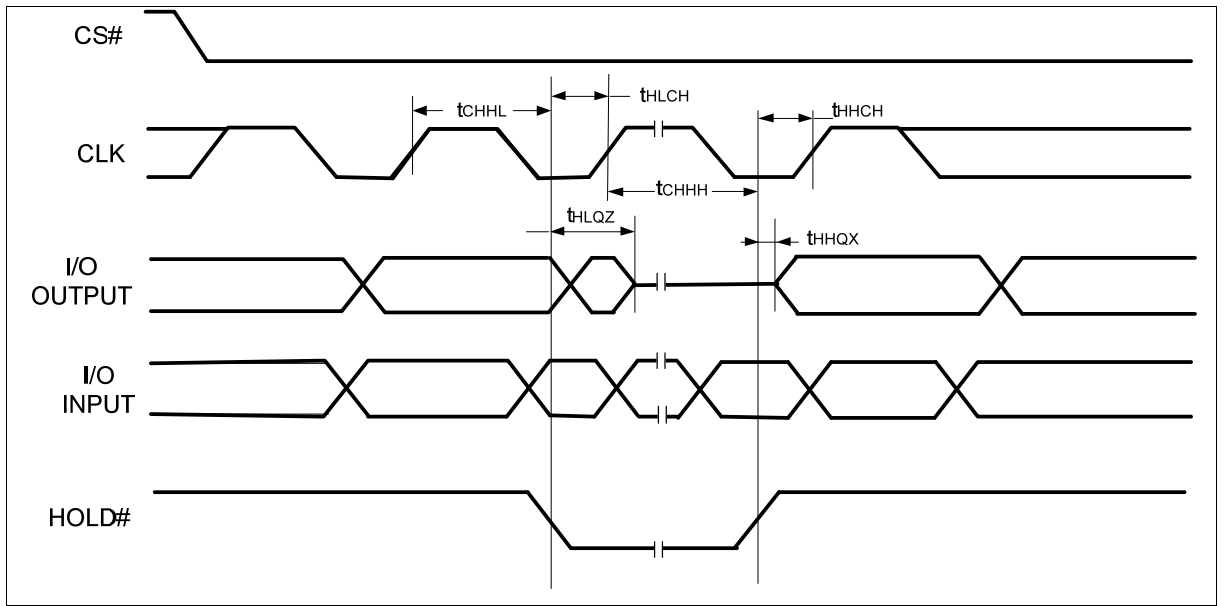 CS#
tCHHL
tHLCH
tHHCH
CLK
tCHHH
tHLQZ
tHHQX
I/O
OUTPUT
I/O
INPUT
HOLD#